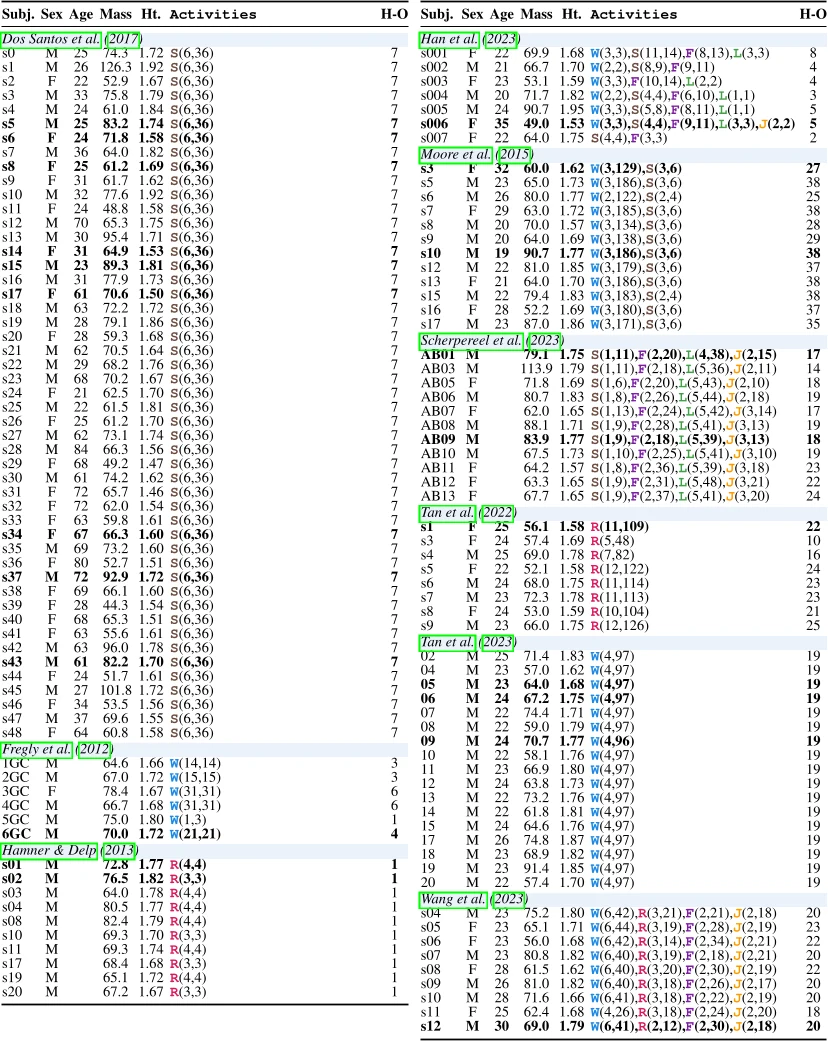 Subj. Sex Age Mass Ht. Activities H-O
Dos Santos et al. (2017)
s0 M 25 74.3 1.72 S(6,36) 7
s1 M 26 126.3 1.92 S(6,36) 7
s2 F 22 52.9 1.67 S(6,36) 7
s3 M 33 75.8 1.79 S(6,36) 7
s4 M 24 61.0 1.84 S(6,36) 7
s5 M 25 83.2 1.74 S(6,36) 7
s6 F 24 71.8 1.58 S(6,36) 7
s7 M 36 64.0 1.82 S(6,36) 7
s8 F 25 61.2 1.69 S(6,36) 7
s9 F 31 61.7 1.62 S(6,36) 7
s10 M 32 77.6 1.92 S(6,36) 7
s11 F 24 48.8 1.58 S(6,36) 7
s12 M 70 65.3 1.75 S(6,36) 7
s13 M 30 95.4 1.71 S(6,36) 7
s14 F 31 64.9 1.53 S(6,36) 7
s15 M 23 89.3 1.81 S(6,36) 7
s16 M 31 77.9 1.73 S(6,36) 7
s17 F 61 70.6 1.50 S(6,36) 7
s18 M 63 72.2 1.72 S(6,36) 7
s19 M 28 79.1 1.86 S(6,36) 7
s20 F 28 59.3 1.68 S(6,36) 7
s21 M 62 70.5 1.64 S(6,36) 7
s22 M 29 68.2 1.76 S(6,36) 7
s23 M 68 70.2 1.67 S(6,36) 7
s24 F 21 62.5 1.70 S(6,36) 7
s25 M 22 61.5 1.81 S(6,36) 7
s26 F 25 61.2 1.70 S(6,36) 7
s27 M 62 73.1 1.74 S(6,36) 7
s28 M 84 66.3 1.56 S(6,36) 7
s29 F 68 49.2 1.47 S(6,36) 7
s30 M 61 74.2 1.62 S(6,36) 7
s31 F 72 65.7 1.46 S(6,36) 7
s32 F 72 62.0 1.54 S(6,36) 7
s33 F 63 59.8 1.61 S(6,36) 7
s34 F 67 66.3 1.60 S(6,36) 7
s35 M 69 73.2 1.60 S(6,36) 7
s36 F 80 52.7 1.51 S(6,36) 7
s37 M 72 92.9 1.72 S(6,36) 7
s38 F 69 66.1 1.60 S(6,36) 7
s39 F 28 44.3 1.54 S(6,36) 7
s40 F 68 65.3 1.51 S(6,36) 7
s41 F 63 55.6 1.61 S(6,36) 7
s42 M 63 96.0 1.78 S(6,36) 7
s43 M 61 82.2 1.70 S(6,36) 7
s44 F 24 51.7 1.61 S(6,36) 7
s45 M 27 101.8 1.72 S(6,36) 7
s46 F 34 53.5 1.56 S(6,36) 7
s47 M 37 69.6 1.55 S(6,36) 7
s48 F 64 60.8 1.58 S(6,36) 7
Fregly et al. (2012)
1GC M 64.6 1.66 W(14,14) 3
2GC M 67.0 1.72 W(15,15) 3
3GC F 78.4 1.67 W(31,31) 6
4GC M 66.7 1.68 W(31,31) 6
5GC M 75.0 1.80 W(1,3) 1
6GC M 70.0 1.72 W(21,21) 4
Hamner & Delp (2013)
s01 M 72.8 1.77 R(4,4) 1
s02 M 76.5 1.82 R(3,3) 1
s03 M 64.0 1.78 R(4,4) 1
s04 M 80.5 1.77 R(4,4) 1
s08 M 82.4 1.79 R(4,4) 1
s10 M 69.3 1.70 R(3,3) 1
s11 M 69.3 1.74 R(4,4) 1
s17 M 68.4 1.68 R(3,3) 1
s19 M 65.1 1.72 R(4,4) 1
s20 M 67.2 1.67 R(3,3) 1
Subj. Sex Age Mass Ht. Activities H-O
Han et al. (2023)
s001 F 22 69.9 1.68 W(3,3),S(11,14),F(8,13),L(3,3) 8
s002 M 21 66.7 1.70 W(2,2),S(8,9),F(9,11) 4
s003 F 23 53.1 1.59 W(3,3),F(10,14),L(2,2) 4
s004 M 20 71.7 1.82 W(2,2),S(4,4),F(6,10),L(1,1) 3
s005 M 24 90.7 1.95 W(3,3),S(5,8),F(8,11),L(1,1) 5
s006 F 35 49.0 1.53 W(3,3),S(4,4),F(9,11),L(3,3),J(2,2) 5
s007 F 22 64.0 1.75 S(4,4),F(3,3) 2
Moore et al. (2015)
s3 F 32 60.0 1.62 W(3,129),S(3,6) 27
s5 M 23 65.0 1.73 W(3,186),S(3,6) 38
s6 M 26 80.0 1.77 W(2,122),S(2,4) 25
s7 F 29 63.0 1.72 W(3,185),S(3,6) 38
s8 M 20 70.0 1.57 W(3,134),S(3,6) 28
s9 M 20 64.0 1.69 W(3,138),S(3,6) 29
s10 M 19 90.7 1.77 W(3,186),S(3,6) 38
s12 M 22 81.0 1.85 W(3,179),S(3,6) 37
s13 F 21 64.0 1.70 W(3,186),S(3,6) 38
s15 M 22 79.4 1.83 W(3,183),S(2,4) 38
s16 F 28 52.2 1.69 W(3,180),S(3,6) 37
s17 M 23 87.0 1.86 W(3,171),S(3,6) 35
Scherpereel et al. (2023)
AB01 M 79.1 1.75 S(1,11),F(2,20),L(4,38),J(2,15) 17
AB03 M 113.9 1.79 S(1,11),F(2,18),L(5,36),J(2,11) 14
AB05 F 71.8 1.69 S(1,6),F(2,20),L(5,43),J(2,10) 18
AB06 M 80.7 1.83 S(1,8),F(2,26),L(5,44),J(2,18) 19
AB07 F 62.0 1.65 S(1,13),F(2,24),L(5,42),J(3,14) 17
AB08 M 88.1 1.71 S(1,9),F(2,28),L(5,41),J(3,13) 19
AB09 M 83.9 1.77 S(1,9),F(2,18),L(5,39),J(3,13) 18
AB10 M 67.5 1.73 S(1,10),F(2,25),L(5,41),J(3,10) 19
AB11 F 64.2 1.57 S(1,8),F(2,36),L(5,39),J(3,18) 23
AB12 F 63.3 1.65 S(1,9),F(2,31),L(5,48),J(3,21) 22
AB13 F 67.7 1.65 S(1,9),F(2,37),L(5,41),J(3,20) 24
Tan et al. (2022)
s1 F 25 56.1 1.58 R(11,109) 22
s3 F 24 57.4 1.69 R(5,48) 10
s4 M 25 69.0 1.78 R(7,82) 16
s5 F 22 52.1 1.58 R(12,122) 24
s6 M 24 68.0 1.75 R(11,114) 23
s7 M 23 72.3 1.78 R(11,113) 23
s8 F 24 53.0 1.59 R(10,104) 21
s9 M 23 66.0 1.75 R(12,126) 25
Tan et al. (2023)
02 M 25 71.4 1.83 W(4,97) 19
04 M 23 57.0 1.62 W(4,97) 19
05 M 23 64.0 1.68 W(4,97) 19
06 M 24 67.2 1.75 W(4,97) 19
07 M 22 74.4 1.71 W(4,97) 19
08 M 22 59.0 1.79 W(4,97) 19
09 M 24 70.7 1.77 W(4,96) 19
10 M 22 58.1 1.76 W(4,97) 19
11 M 23 66.9 1.80 W(4,97) 19
12 M 24 63.8 1.73 W(4,97) 19
13 M 22 73.2 1.76 W(4,97) 19
14 M 22 61.8 1.81 W(4,97) 19
15 M 24 64.6 1.76 W(4,97) 19
17 M 26 74.8 1.87 W(4,97) 19
18 M 23 68.9 1.82 W(4,97) 19
19 M 23 91.4 1.85 W(4,97) 19
20 M 22 57.4 1.70 W(4,97) 19
Wang et al. (2023)
s04 M 23 75.2 1.80 W(6,42),R(3,21),F(2,21),J(2,18) 20
s05 F 23 65.1 1.71 W(6,44),R(3,19),F(2,28),J(2,19) 23
s06 F 23 56.0 1.68 W(6,42),R(3,14),F(2,34),J(2,21) 22
s07 M 23 80.8 1.82 W(6,40),R(3,19),F(2,18),J(2,21) 20
s08 F 28 61.5 1.62 W(6,40),R(3,20),F(2,30),J(2,19) 22
s09 M 26 81.0 1.82 W(6,40),R(3,18),F(2,26),J(2,17) 20
s10 M 28 71.6 1.66 W(6,41),R(3,18),F(2,22),J(2,19) 20
s11 F 25 62.4 1.68 W(4,26),R(3,18),F(2,24),J(2,20) 18
s12 M 30 69.0 1.79 W(6,41),R(2,12),F(2,30),J(2,18) 20